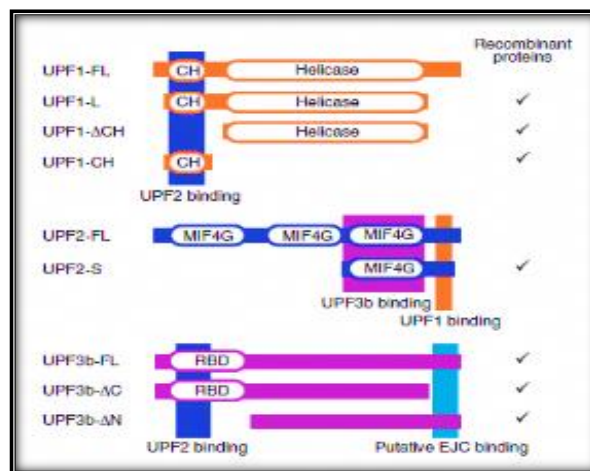 Recombinant
proteins
UPF1-FL CH Helicase
UPF1-L CH Helicase ✓
UPF1-ΔCH Helicase ✓
UPF1-CH CH ✓
UPF2 binding
UPF2-FL MIF4G MIF4G MIF4G
UPF2-S MIF4G ✓
UPF3b binding
UPF1 binding
UPF3b-FL RBD ✓
UPF3b-ΔC RBD ✓
UPF3b-ΔN ✓
UPF2 binding Putative EJC binding